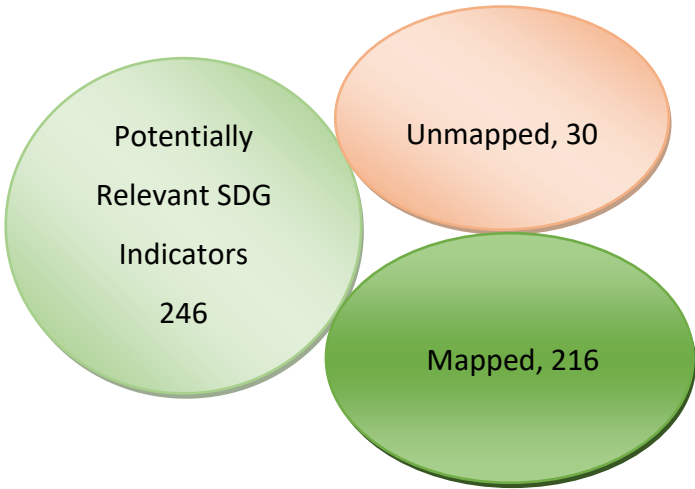 Potentially
Relevant SDG
Indicators
246
Unmapped, 30
Mapped, 216